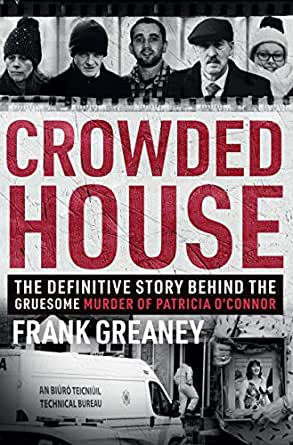 CROWDED
HOUSE
THE DEFINITIVE STORY BEHIND THE
GRUESOME MURDER OF PATRICIA O'CONNOR
FRANK GREANEY
AN BIÚRÓ TEICNIÚIL
TECHNICAL BUREAU